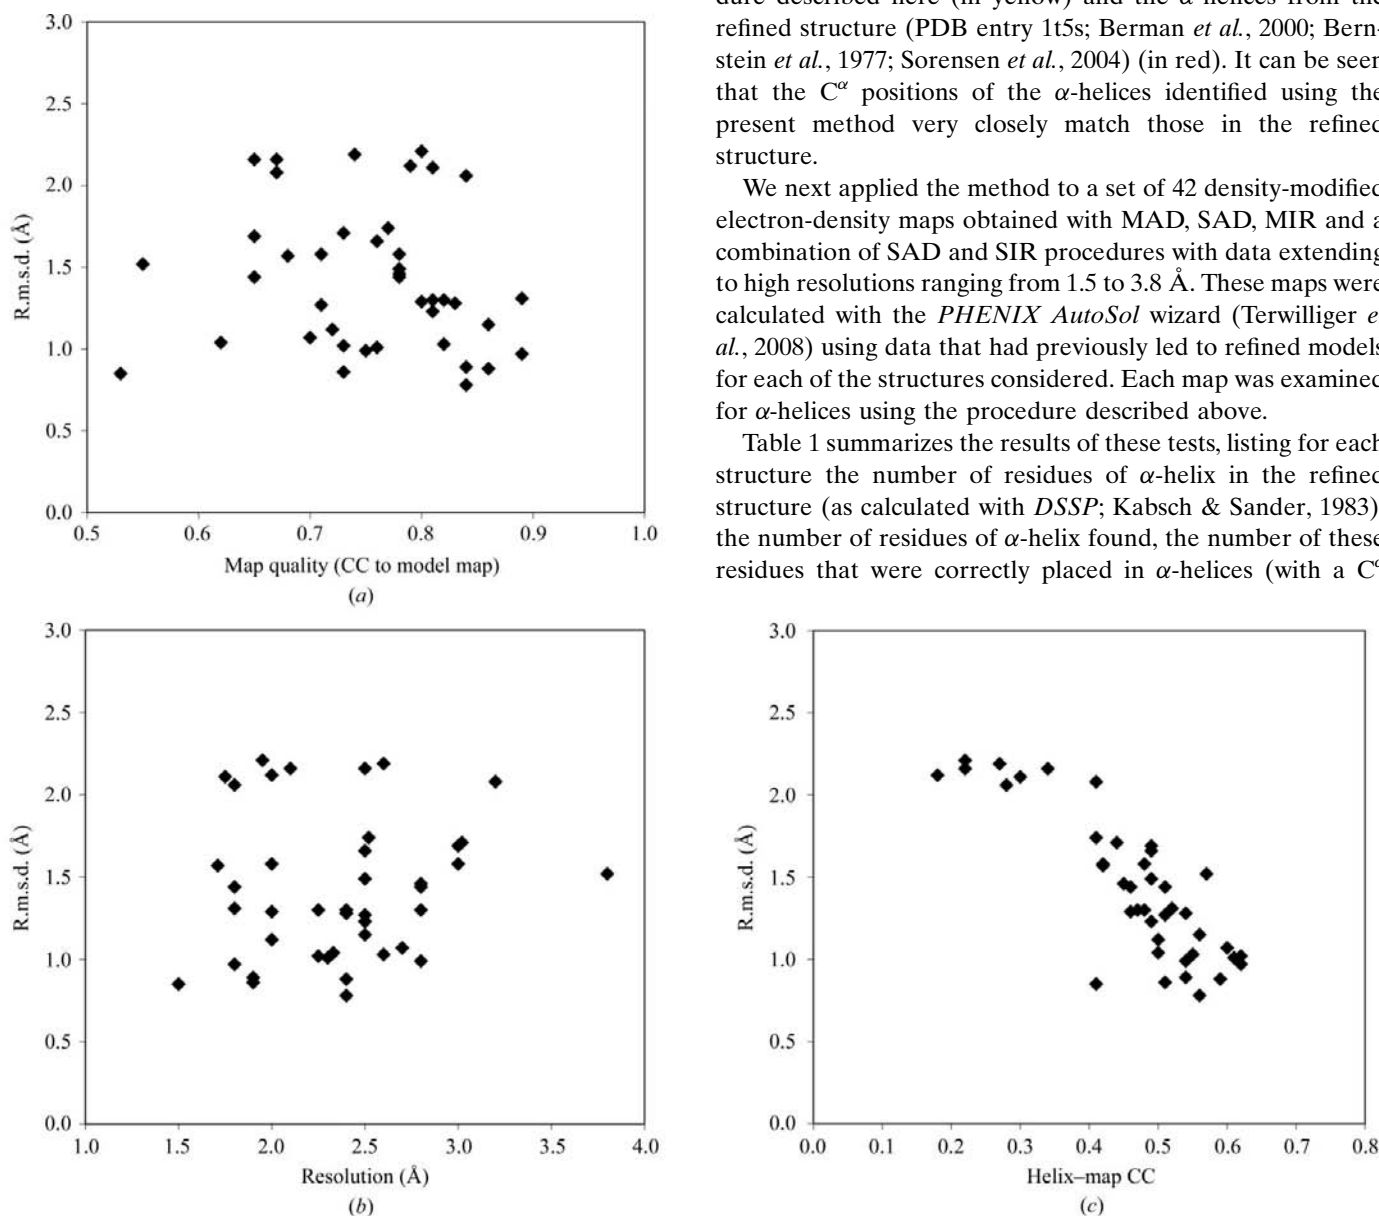 3.0
2.5
2.0
1.5
1.0
0.5
0.0
R.m.s.d. (Å)
0.5 0.6 0.7 0.8 0.9 1.0
Map quality (CC to model map)
(a)
dure described here (in yellow) and the α-helices from the
refined structure (PDB entry 1t5s; Berman et al., 2000; Bern-
stein et al., 1977; Sorensen et al., 2004) (in red). It can be seen
that the Cα positions of the α-helices identified using the
present method very closely match those in the refined
structure.
We next applied the method to a set of 42 density-modified
electron-density maps obtained with MAD, SAD, MIR and a
combination of SAD and SIR procedures with data extending
to high resolutions ranging from 1.5 to 3.8 Å. These maps were
calculated with the PHENIX AutoSol wizard (Terwilliger e
al., 2008) using data that had previously led to refined models
for each of the structures considered. Each map was examined
for α-helices using the procedure described above.
Table 1 summarizes the results of these tests, listing for each
structure the number of residues of α-helix in the refined
structure (as calculated with DSSP; Kabsch & Sander, 1983)
the number of residues of α-helix found, the number of these
residues that were correctly placed in α-helices (with a Cα
3.0
2.5
2.0
1.5
1.0
0.5
0.0
R.m.s.d. (Å)
1.0 1.5 2.0 2.5 3.0 3.5 4.0
Resolution (Å)
(b)
3.0
2.5
2.0
1.5
1.0
0.5
0.0
R.m.s.d. (Å)
0.0 0.1 0.2 0.3 0.4 0.5 0.6 0.7 0.8
Helix–map CC
(c)